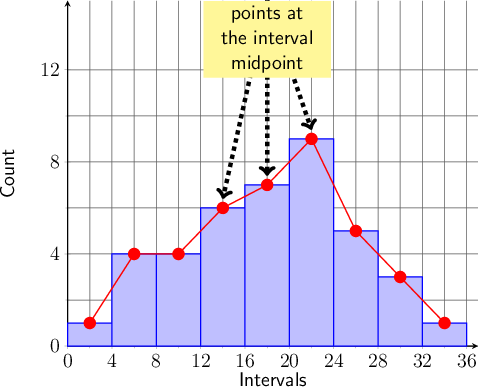 points at
the interval
midpoint
12
8
4
0
Count
0 4 8 12 16 20 24 28 32 36
Intervals